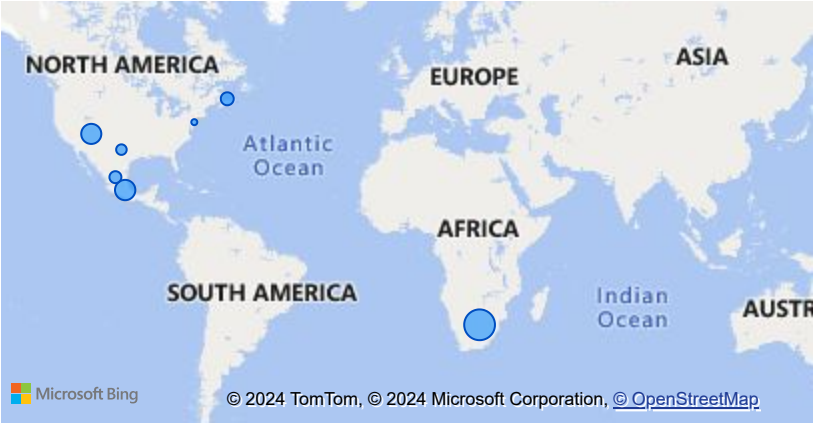 NORTH AMERICA
EUROPE
ASIA
Atlantic
Ocean
AFRICA
SOUTH AMERICA
Indian
Ocean
AUSTR
Microsoft Bing
© 2024 TomTom, © 2024 Microsoft Corporation, © OpenStreetMap